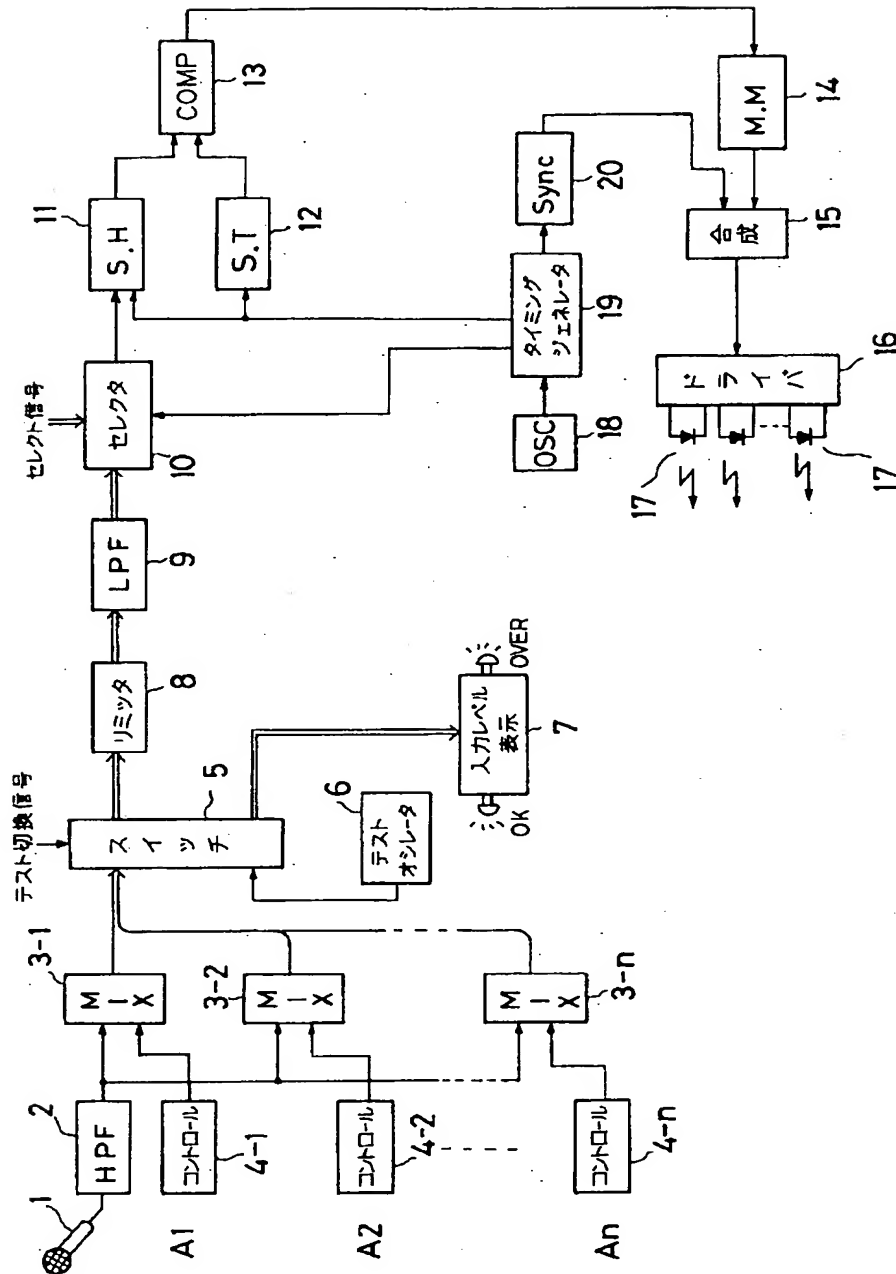 1
2
HPF
A1
コントロール
4-1
A2
コントロール
4-2
An
コントロール
4-n
3-1
MIX
3-2
MIX
3-n
MIX
テスト切換信号
スイッチ
5
テスト
オシレータ
6
入力レベル
表示
7
OK
OVER
リミッタ
8
LPF
9
セレクト信号
セレクタ
10
S.H
11
S.T
12
COMP
13
M.M
14
合成
15
ドライバ
16
17
17
OSC
18
タイミング
ジェネレータ
19
Sync
20